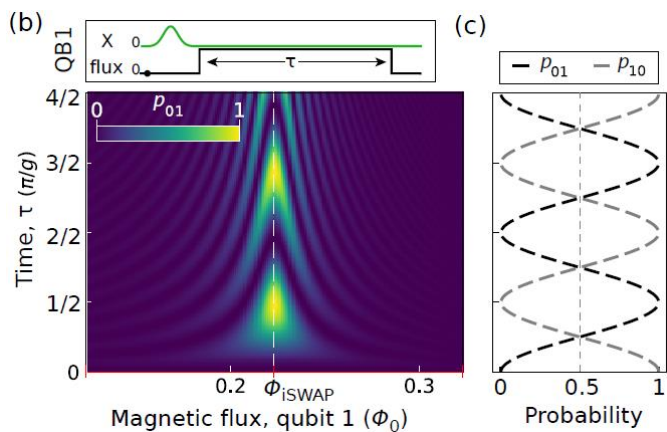 (b)
QB1
X 0
flux 0
τ
4/2
3/2
2/2
1/2
0
Time, τ (π/g)
0 p01 1
0.2 0.3
ΦiSWAP
Magnetic flux, qubit 1 (Φ0)
(c)
p01 p10
0 0.5 1
Probability